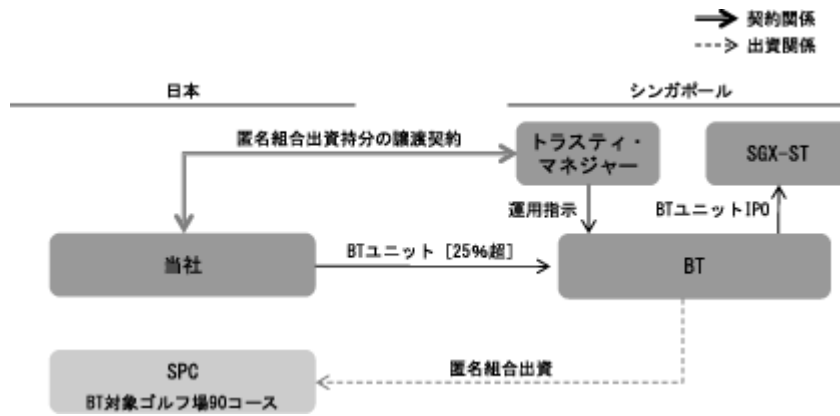 契約関係
出資関係
日本
シンガポール
匿名組合出資持分の譲渡契約
トラスティ・
マネジャー
SGX-ST
運用指示
BTユニットIPO
当社
BTユニット [25%超]
BT
SPC
BT対象ゴルフ場90コース
匿名組合出資